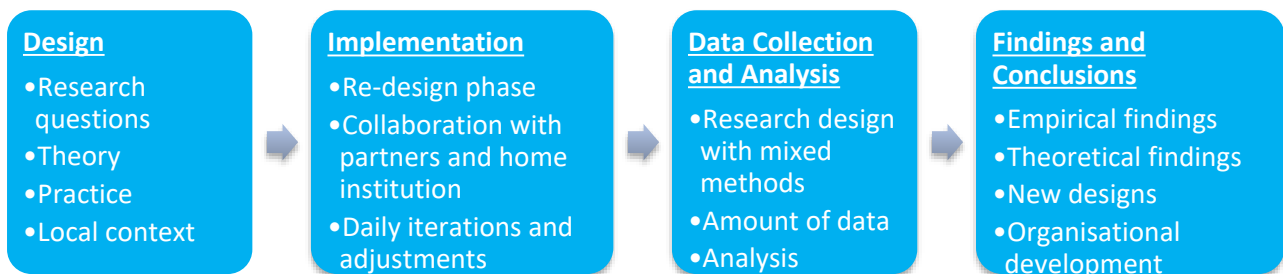 Design
•Research
questions
•Theory
•Practice
•Local context
Implementation
•Re-design phase
•Collaboration with
partners and home
institution
•Daily iterations and
adjustments
Data Collection
and Analysis
•Research design
with mixed
methods
•Amount of data
•Analysis
Findings and
Conclusions
•Empirical findings
•Theoretical findings
•New designs
•Organisational
development